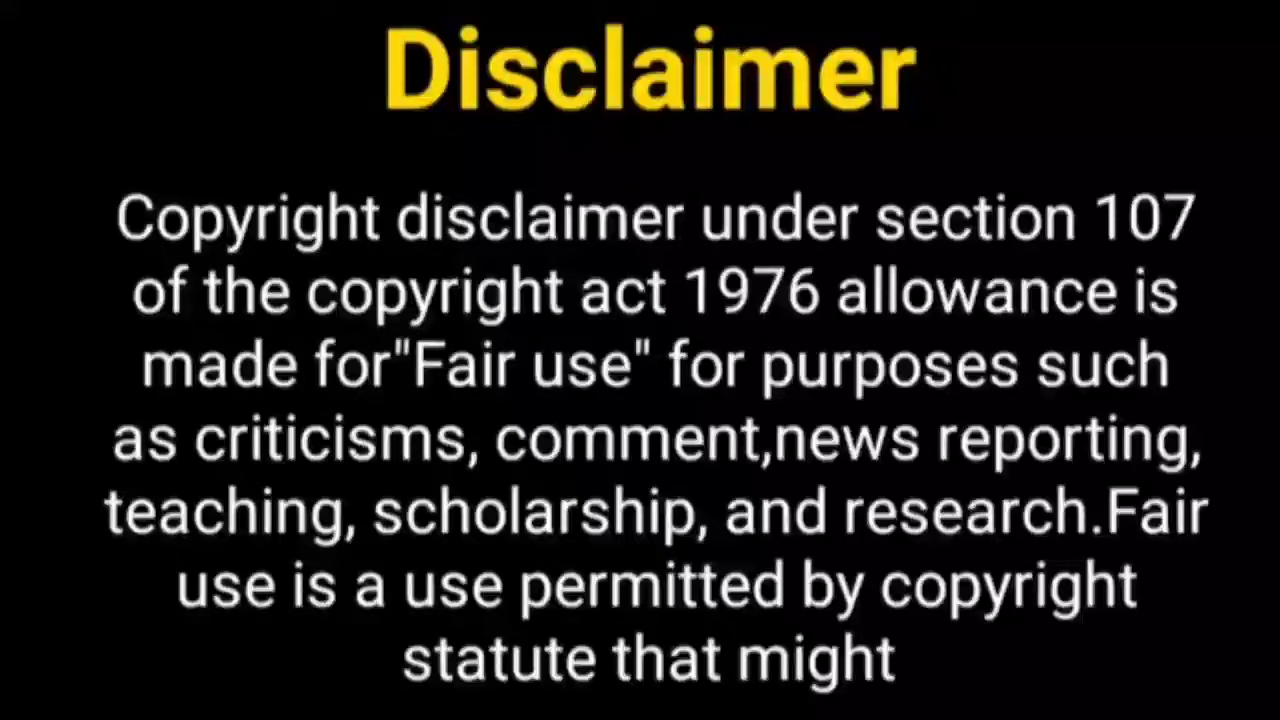 Disclaimer
Copyright disclaimer under section 107
of the copyright act 1976 allowance is
made for"Fair use" for purposes such
as criticisms, comment,news reporting,
teaching, scholarship, and research.Fair
use is a use permitted by copyright
statute that might